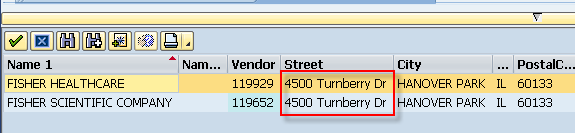 Name 1 Nam... Vendor Street City ... PostalC...
FISHER HEALTHCARE 119929 4500 Turnberry Dr HANOVER PARK IL 60133
FISHER SCIENTIFIC COMPANY 119652 4500 Turnberry Dr HANOVER PARK IL 60133